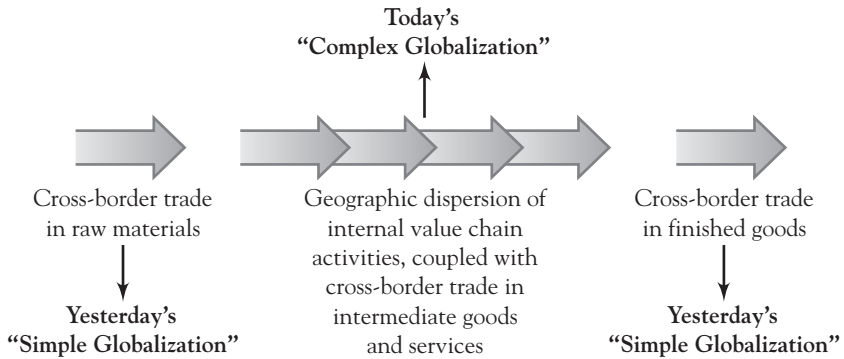 Today's
“Complex Globalization”
Cross-border trade
in raw materials
Yesterday's
“Simple Globalization”
Geographic dispersion of
internal value chain
activities, coupled with
cross-border trade in
intermediate goods
and services
Cross-border trade
in finished goods
Yesterday's
“Simple Globalization”